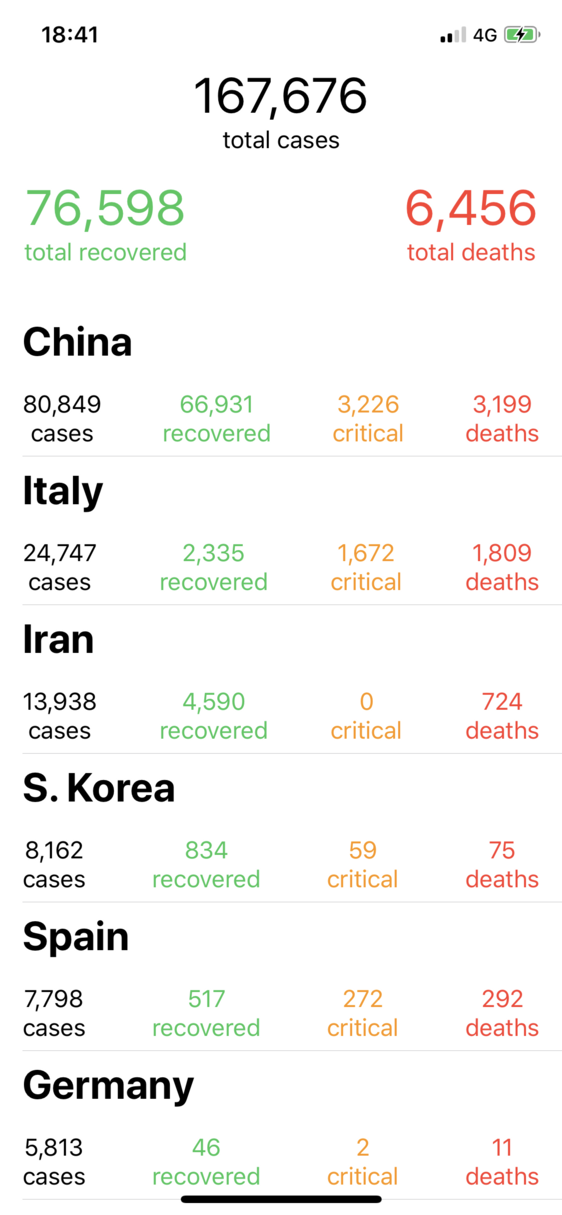 18:41 4G
167,676
total cases
76,598 6,456
total recovered total deaths
China
80,849 66,931 3,226 3,199
cases recovered critical deaths
Italy
24,747 2,335 1,672 1,809
cases recovered critical deaths
Iran
13,938 4,590 0 724
cases recovered critical deaths
S. Korea
8,162 834 59 75
cases recovered critical deaths
Spain
7,798 517 272 292
cases recovered critical deaths
Germany
5,813 46 2 11
cases recovered critical deaths